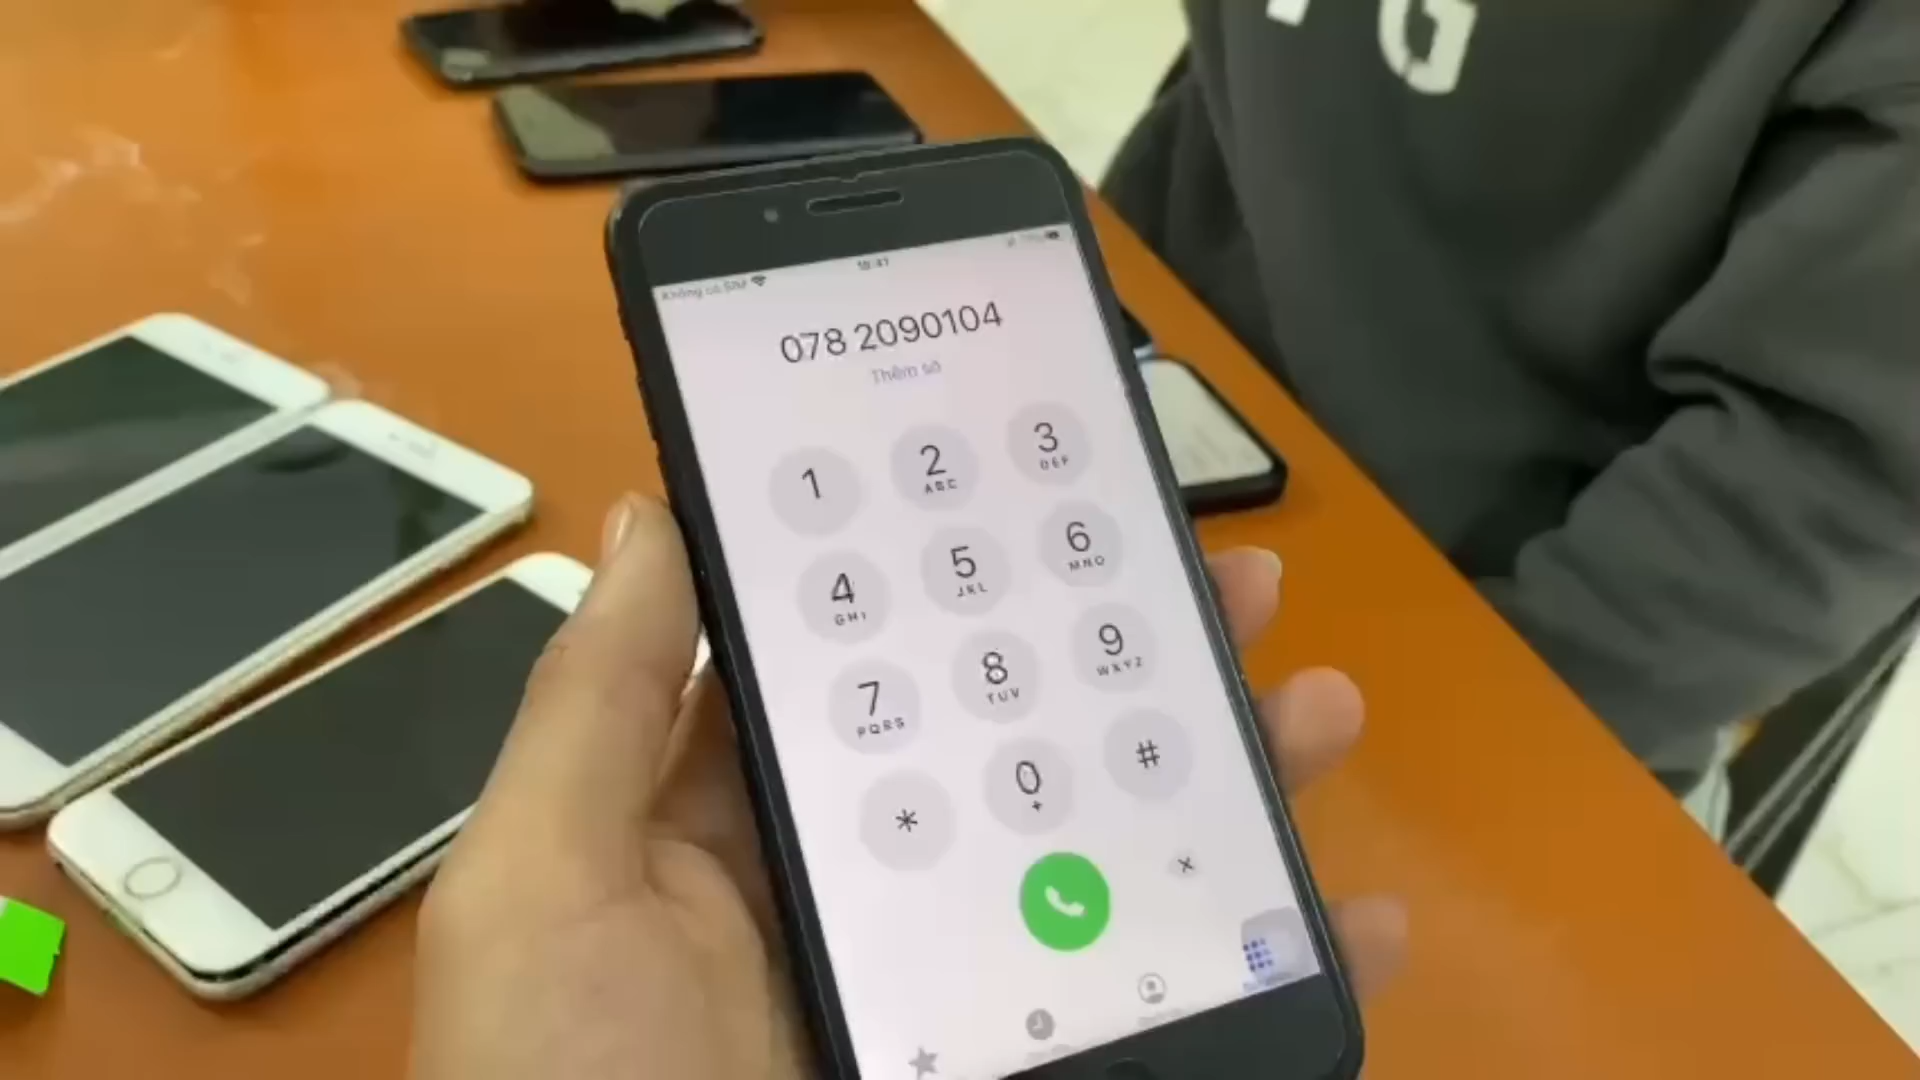 Không có SIM
078 2090104
Thêm số
1
2
ABC
3
DEF
4
GHI
5
JKL
6
MNO
7
PQRS
8
TUV
9
WXYZ
*
0
+
#
G